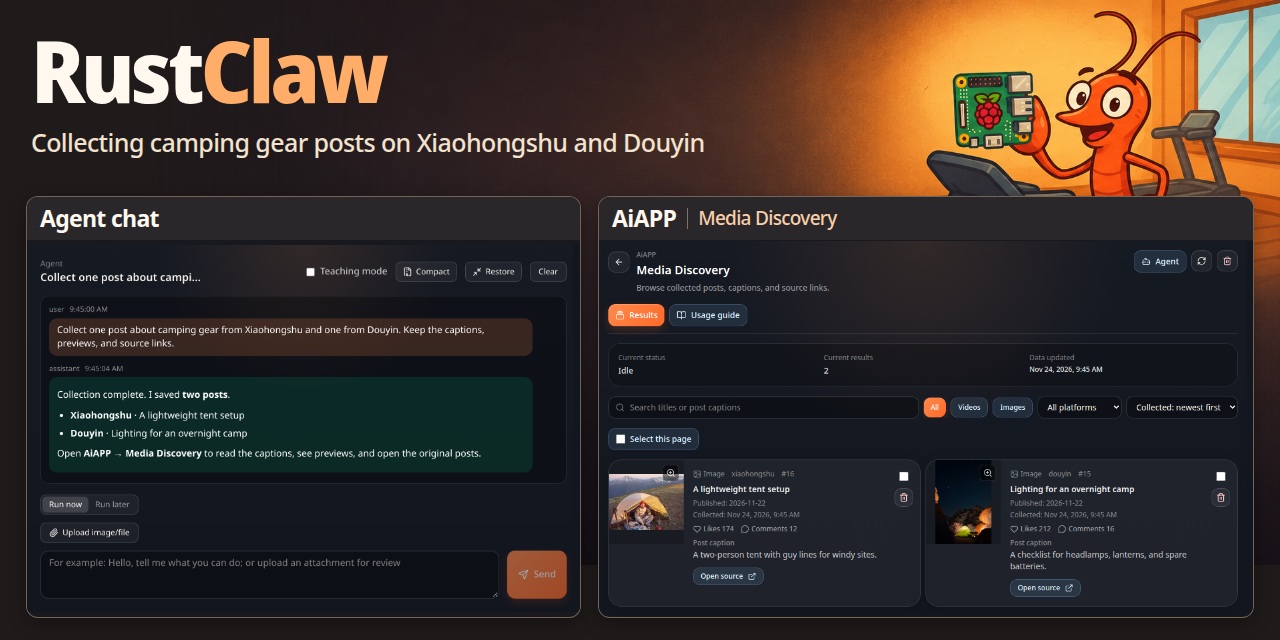 RustClaw
Collecting camping gear posts on Xiaohongshu and Douyin
Agent chat
Agent
Collect one post about campi...
Teaching mode
Compact
Restore
Clear
user 9:45:00 AM
Collect one post about camping gear from Xiaohongshu and one from Douyin. Keep the captions,
previews, and source links.
assistant 9:45:04 AM
Collection complete. I saved two posts.
• Xiaohongshu · A lightweight tent setup
• Douyin · Lighting for an overnight camp
Open AiAPP → Media Discovery to read the captions, see previews, and open the original posts.
Run now Run later
Upload image/file
For example: Hello, tell me what you can do; or upload an attachment for review
Send
AiAPP | Media Discovery
AiAPP
Media Discovery
Browse collected posts, captions, and source links.
Agent
Results
Usage guide
Current status
Idle
Current results
2
Data updated
Nov 24, 2026, 9:45 AM
Search titles or post captions
All
Videos
Images
All platforms
Collected: newest first
Select this page
Image xiaohongshu #16
A lightweight tent setup
Published: 2026-11-22
Collected: Nov 24, 2026, 9:45 AM
Likes 174 Comments 12
Post caption
A two-person tent with guy lines for windy sites.
Open source
Image douyin #15
Lighting for an overnight camp
Published: 2026-11-22
Collected: Nov 24, 2026, 9:45 AM
Likes 212 Comments 16
Post caption
A checklist for headlamps, lanterns, and spare
batteries.
Open source